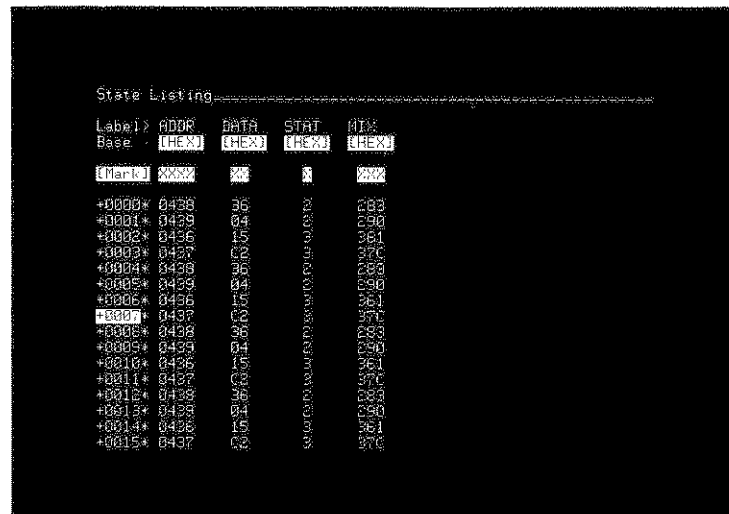 State Listing
Label> ADDR DATA STAT MIX
Base [HEX] [HEX] [HEX] [HEX]
[Mark] XXXX XX X XXX
+0000* 0438 36 2 283
+0001* 0439 04 2 290
+0002* 0436 15 3 361
+0003* 0437 C2 3 37C
+0004* 0438 36 2 283
+0005* 0439 04 2 290
+0006* 0436 15 3 361
+0007* 0437 C2 3 37C
+0008* 0438 36 2 283
+0009* 0439 04 2 290
+0010* 0436 15 3 361
+0011* 0437 C2 3 37C
+0012* 0438 36 2 283
+0013* 0439 04 2 290
+0014* 0436 15 3 361
+0015* 0437 C2 3 37C